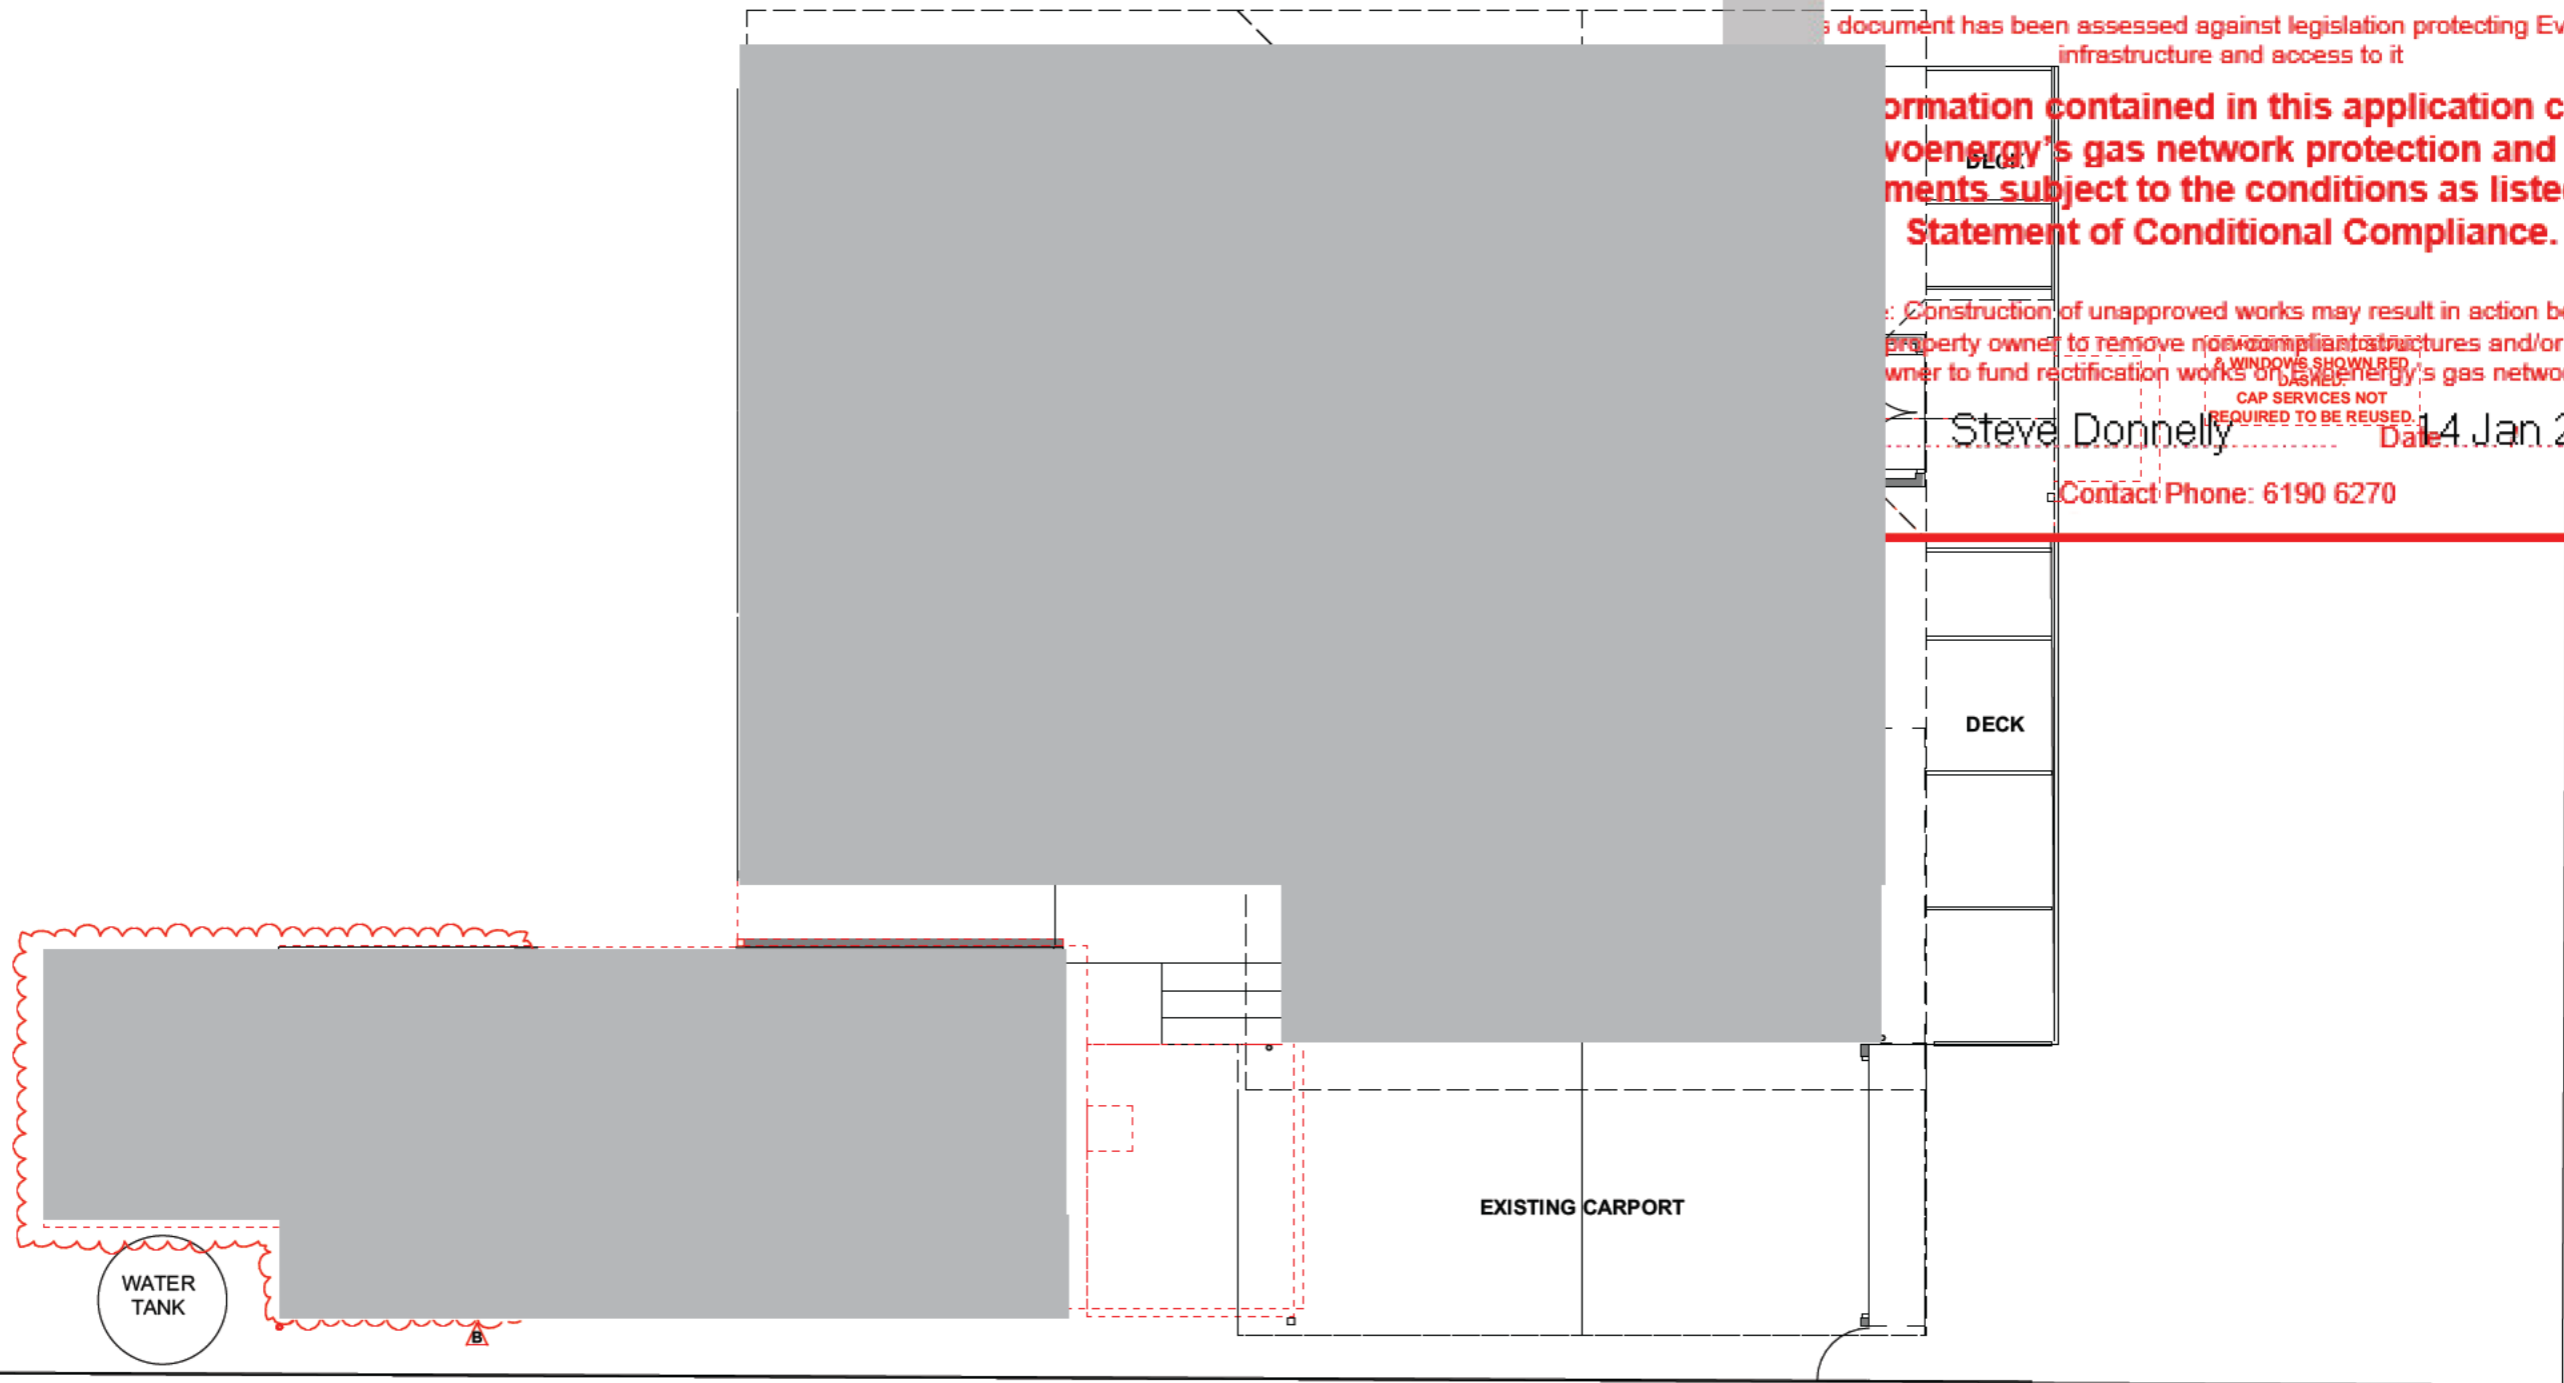 document has been assessed against legislation protecting Ev
infrastructure and access to it
ormation contained in this application c
voenergy's gas network protection and
DECK
ments subject to the conditions as liste
Statement of Conditional Compliance.
: Construction of unapproved works may result in action b
property owner to remove non-compliant structures and/or
& WINDOWS SHOWN RED
DASHED.
wner to fund rectification works on Evoenergy's gas netwo
CAP SERVICES NOT
REQUIRED TO BE REUSED.
Steve Donnelly Date 14 Jan 2
Contact Phone: 6190 6270
DECK
EXISTING CARPORT
WATER
TANK
B